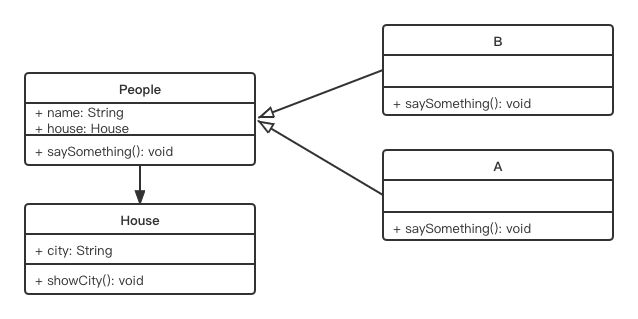 People
+ name: String
+ house: House
+ saySomething(): void
House
+ city: String
+ showCity(): void
B
+ saySomething(): void
A
+ saySomething(): void